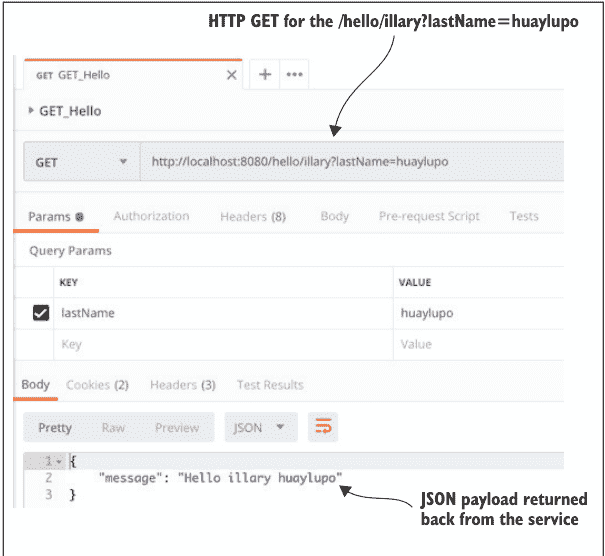 HTTP GET for the /hello/illary?lastName=huaylupo
GET GET_Hello
GET_Hello
GET http://localhost:8080/hello/illary?lastName=huaylupo
Params Authorization Headers (8) Body Pre-request Script Tests
Query Params
KEY VALUE
lastName huaylupo
Key Value
Body Cookies (2) Headers (3) Test Results
Pretty Raw Preview JSON
1 {
2 "message": "Hello illary huaylupo"
3 }
JSON payload returned
back from the service